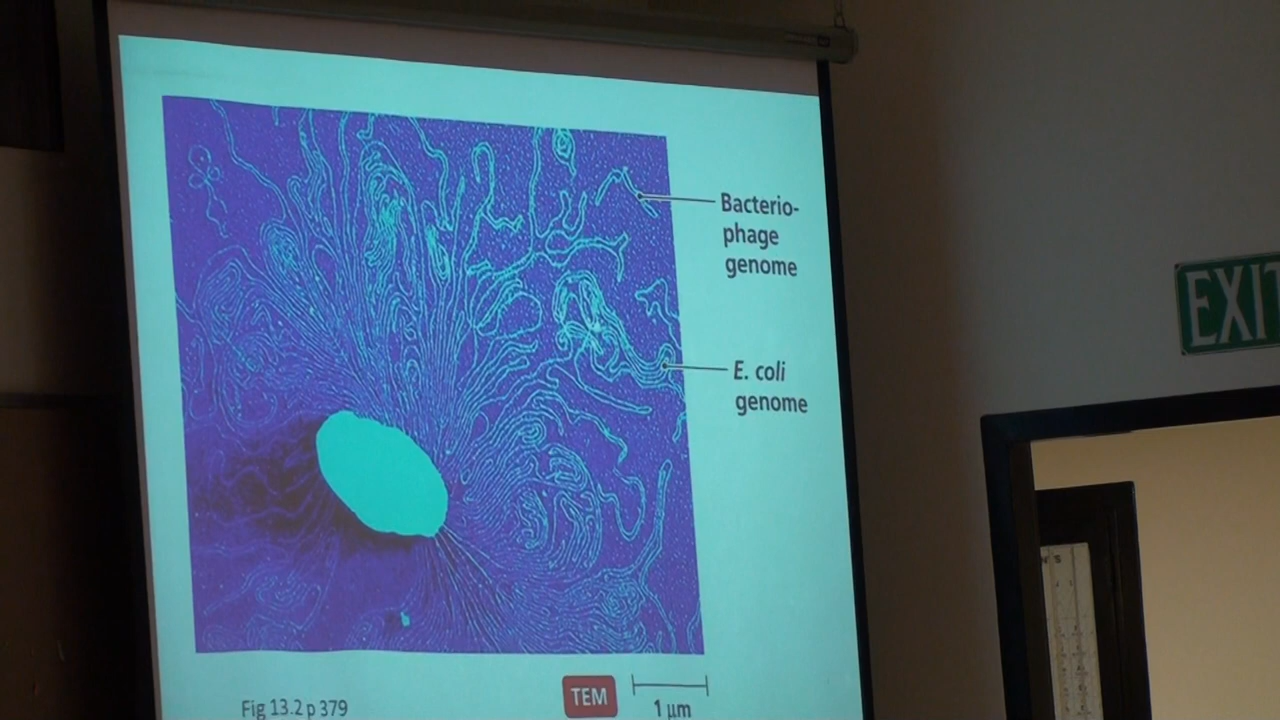 Bacterio-
phage
genome
E. coli
genome
EXIT
TEM
1 µm
Fig 13.2 p 379